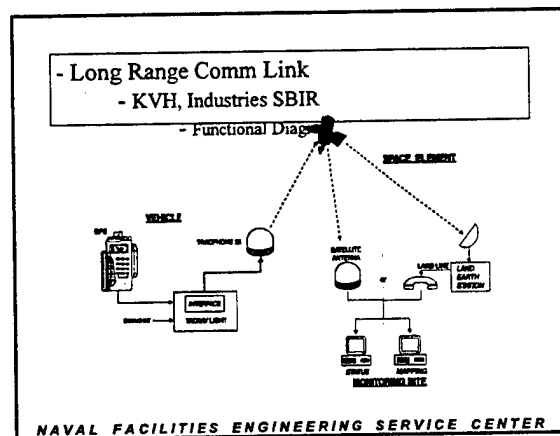 - Long Range Comm Link
- KVH, Industries SBIR
- Functional Diag
SPACE ELEMENT
VEHICLE
GPS
SATELLITE
ANTENNA
or
LAND LINE
LAND
EARTH
STATION
INTERFACE
STATUS
MAPPING
MONITORING SITE
NAVAL FACILITIES ENGINEERING SERVICE CENTER